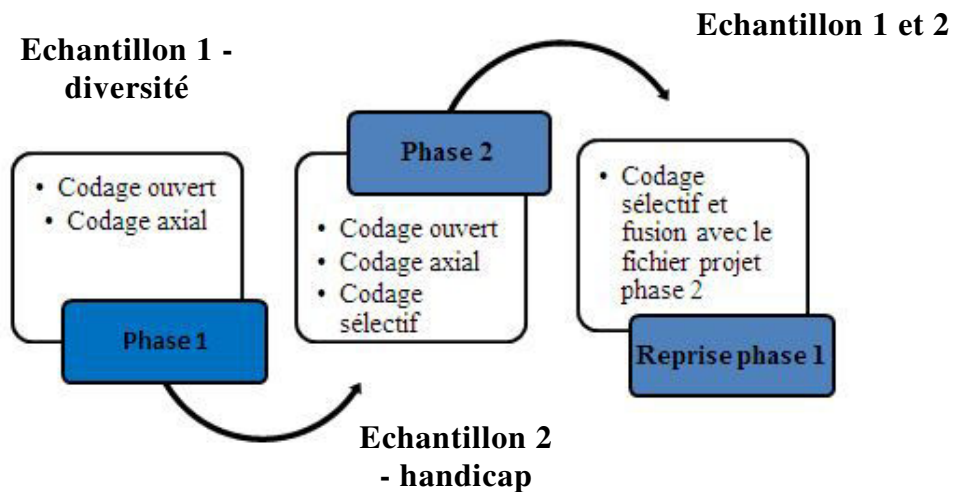 Echantillon 1 -
diversité
• Codage ouvert
• Codage axial
Phase 1
Echantillon 2
- handicap
Phase 2
• Codage ouvert
• Codage axial
• Codage
sélectif
Echantillon 1 et 2
• Codage
sélectif et
fusion avec le
fichier projet
phase 2
Reprise phase 1